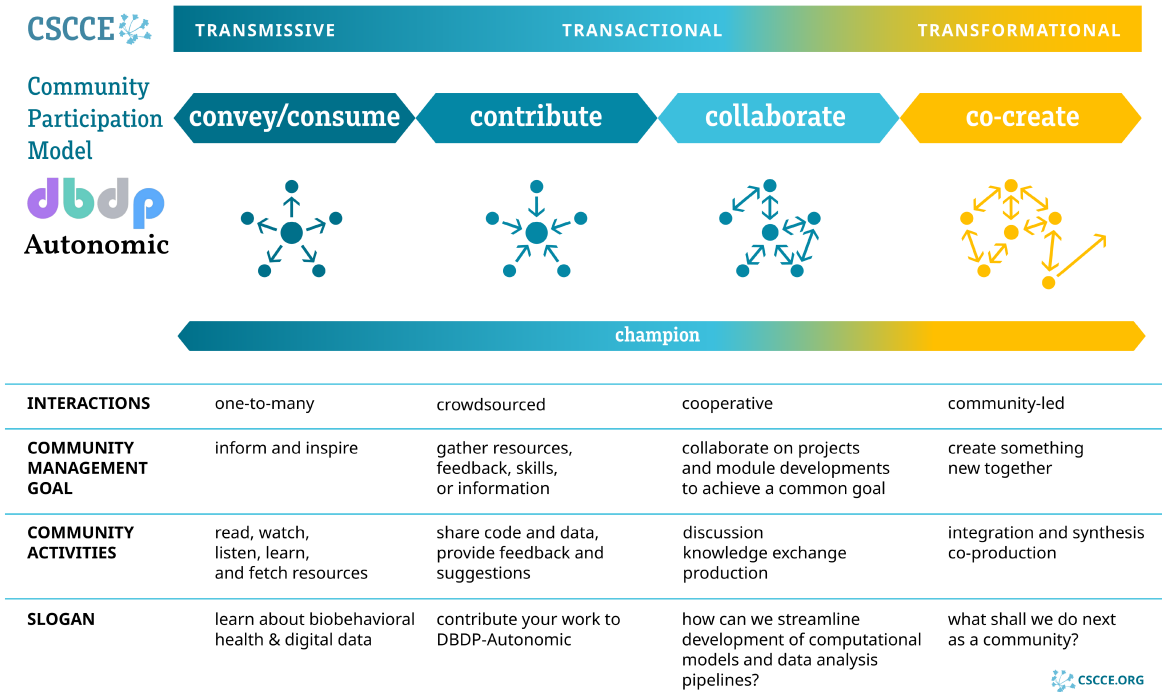 CSCCE
TRANSMISSIVE
TRANSACTIONAL
TRANSFORMATIONAL
Community
Participation
Model
convey/consume
contribute
collaborate
co-create
dbdp
Autonomic
champion
INTERACTIONS
one-to-many
crowdsourced
cooperative
community-led
COMMUNITY
MANAGEMENT
GOAL
inform and inspire
gather resources,
feedback, skills,
or information
collaborate on projects
and module developments
to achieve a common goal
create something
new together
COMMUNITY
ACTIVITIES
read, watch,
listen, learn,
and fetch resources
share code and data,
provide feedback and
suggestions
discussion
knowledge exchange
production
integration and synthesis
co-production
SLOGAN
learn about biobehavioral
health & digital data
contribute your work to
DBDP-Autonomic
how can we streamline
development of computational
models and data analysis
pipelines?
what shall we do next
as a community?
CSCCE.ORG